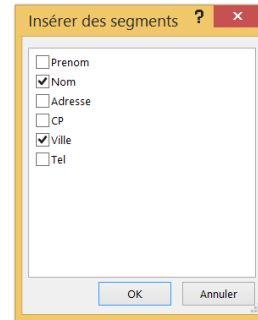 Insérer des segments ? ×
Prenom
Nom
Adresse
CP
Ville
Tel
OK Annuler